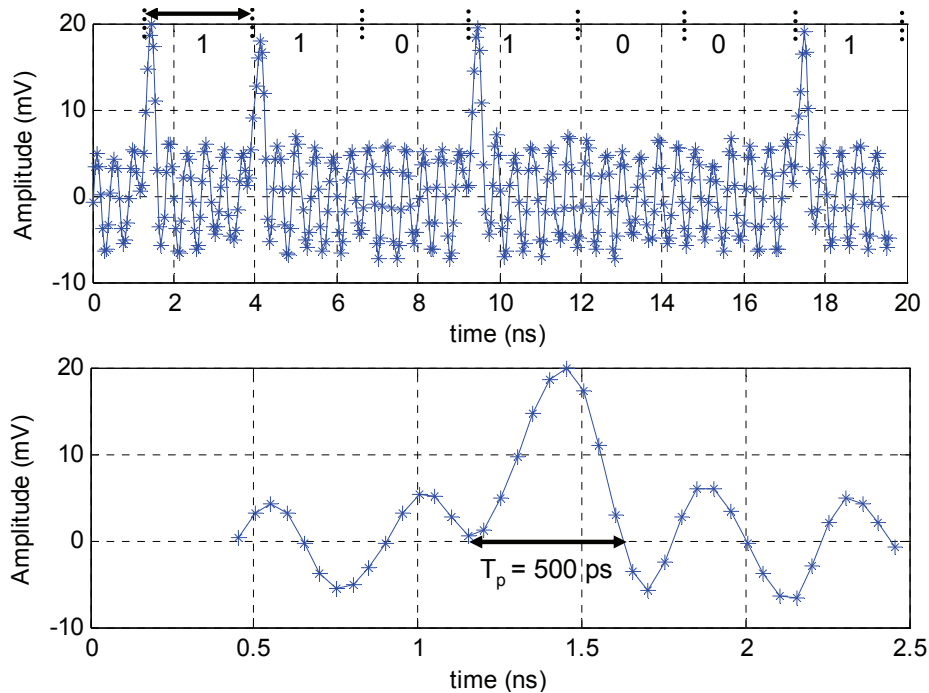 20
10
0
-10
Amplitude (mV)
1 1 0 1 0 0 1
0 2 4 6 8 10 12 14 16 18 20
time (ns)
20
10
0
-10
Amplitude (mV)
Tp = 500 ps
0 0.5 1 1.5 2 2.5
time (ns)